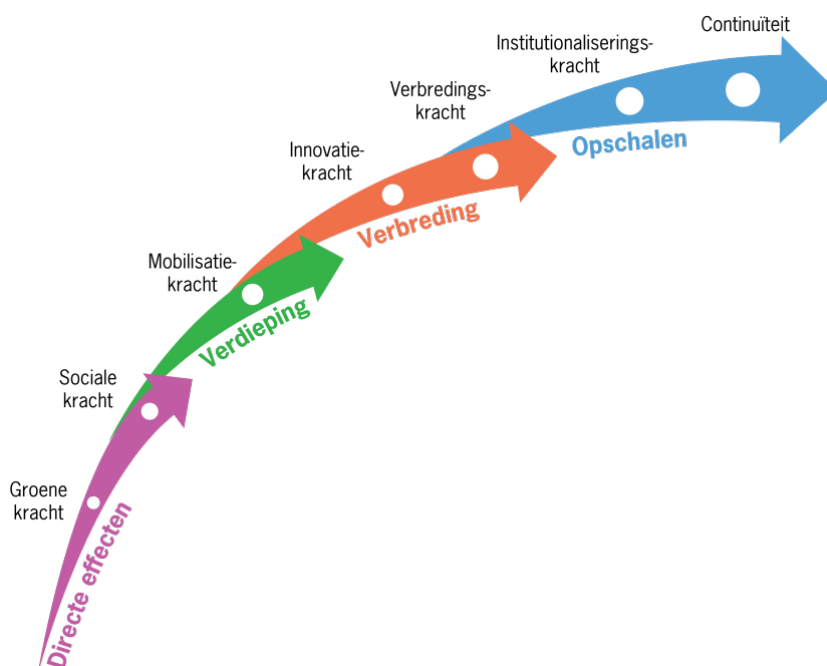 Continuïteit
Institutionaliserings-
kracht
Verbredings-
kracht
Opschalen
Innovatie-
kracht
Verbreding
Mobilisatie-
kracht
Verdieping
Sociale
kracht
Groene
kracht
Directe effecten